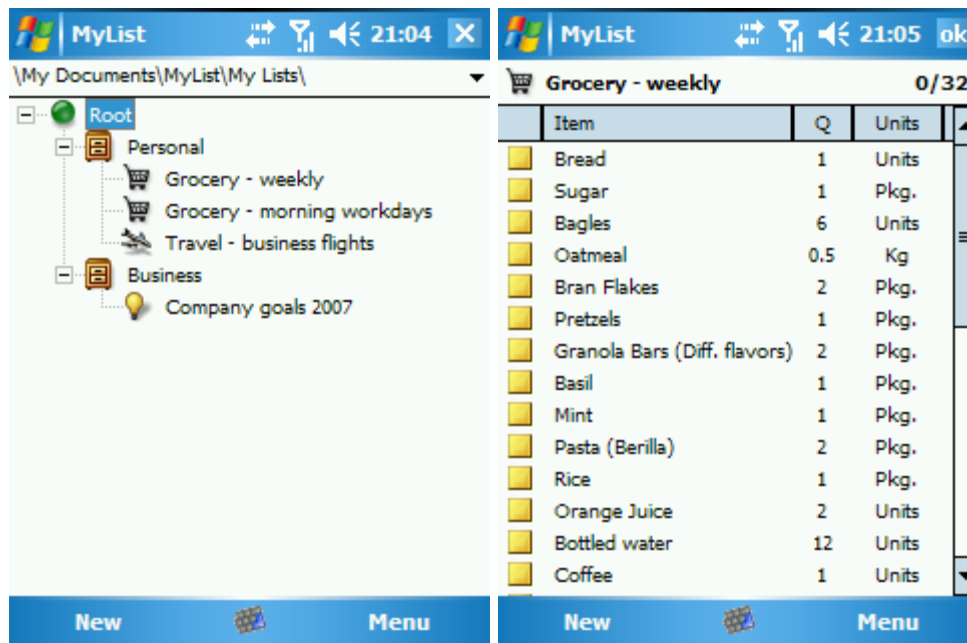 MyList 21:04
\My Documents\MyList\My Lists\
Root
Personal
Grocery - weekly
Grocery - morning workdays
Travel - business flights
Business
Company goals 2007
New Menu
MyList 21:05 ok
Grocery - weekly 0/32
Item Q Units
Bread 1 Units
Sugar 1 Pkg.
Bagles 6 Units
Oatmeal 0.5 Kg
Bran Flakes 2 Pkg.
Pretzels 1 Pkg.
Granola Bars (Diff. flavors) 2 Pkg.
Basil 1 Pkg.
Mint 1 Pkg.
Pasta (Berilla) 2 Pkg.
Rice 1 Pkg.
Orange Juice 2 Units
Bottled water 12 Units
Coffee 1 Units
New Menu